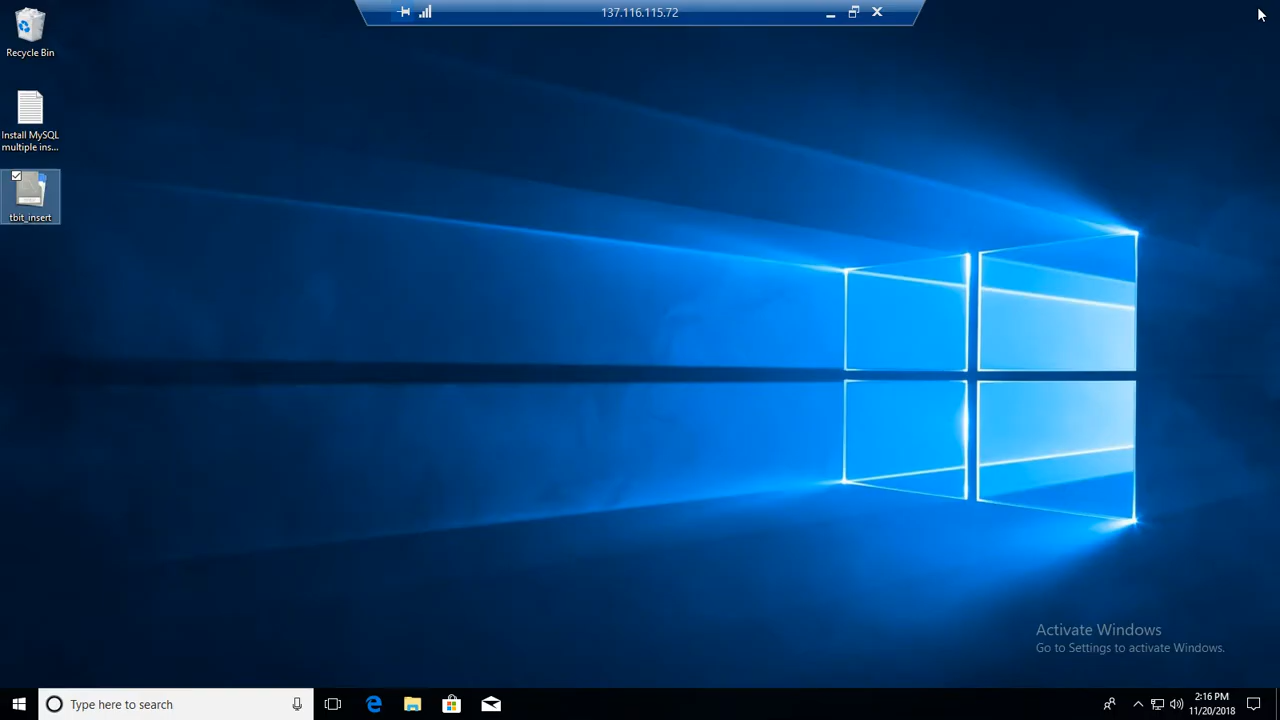 137.116.115.72
Recycle Bin
Install MySQL
multiple ins...
tbit_insert
Activate Windows
Go to Settings to activate Windows.
Type here to search
2:16 PM
11/20/2018